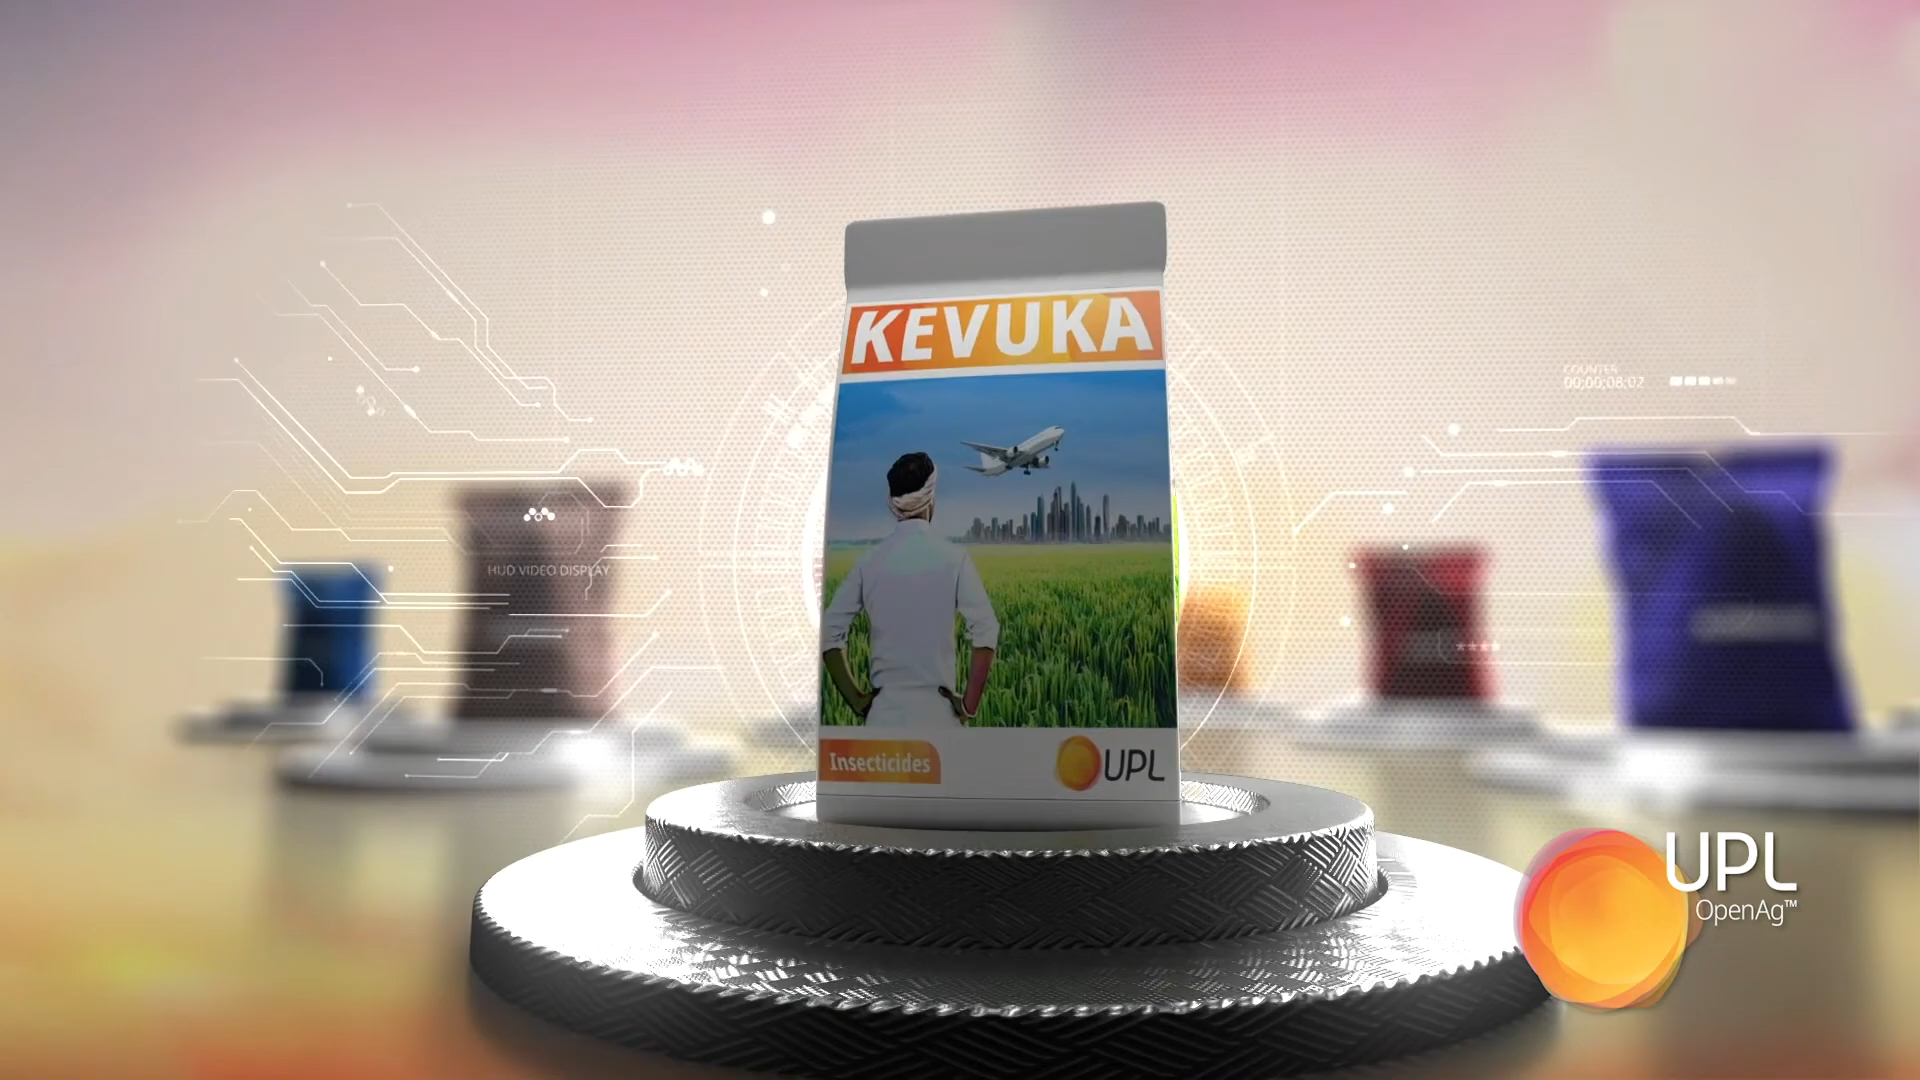 KEVUKA
COUNTER
00;00;08;02
HUD VIDEO DISPLAY
Insecticides
UPL
UPL
OpenAg™